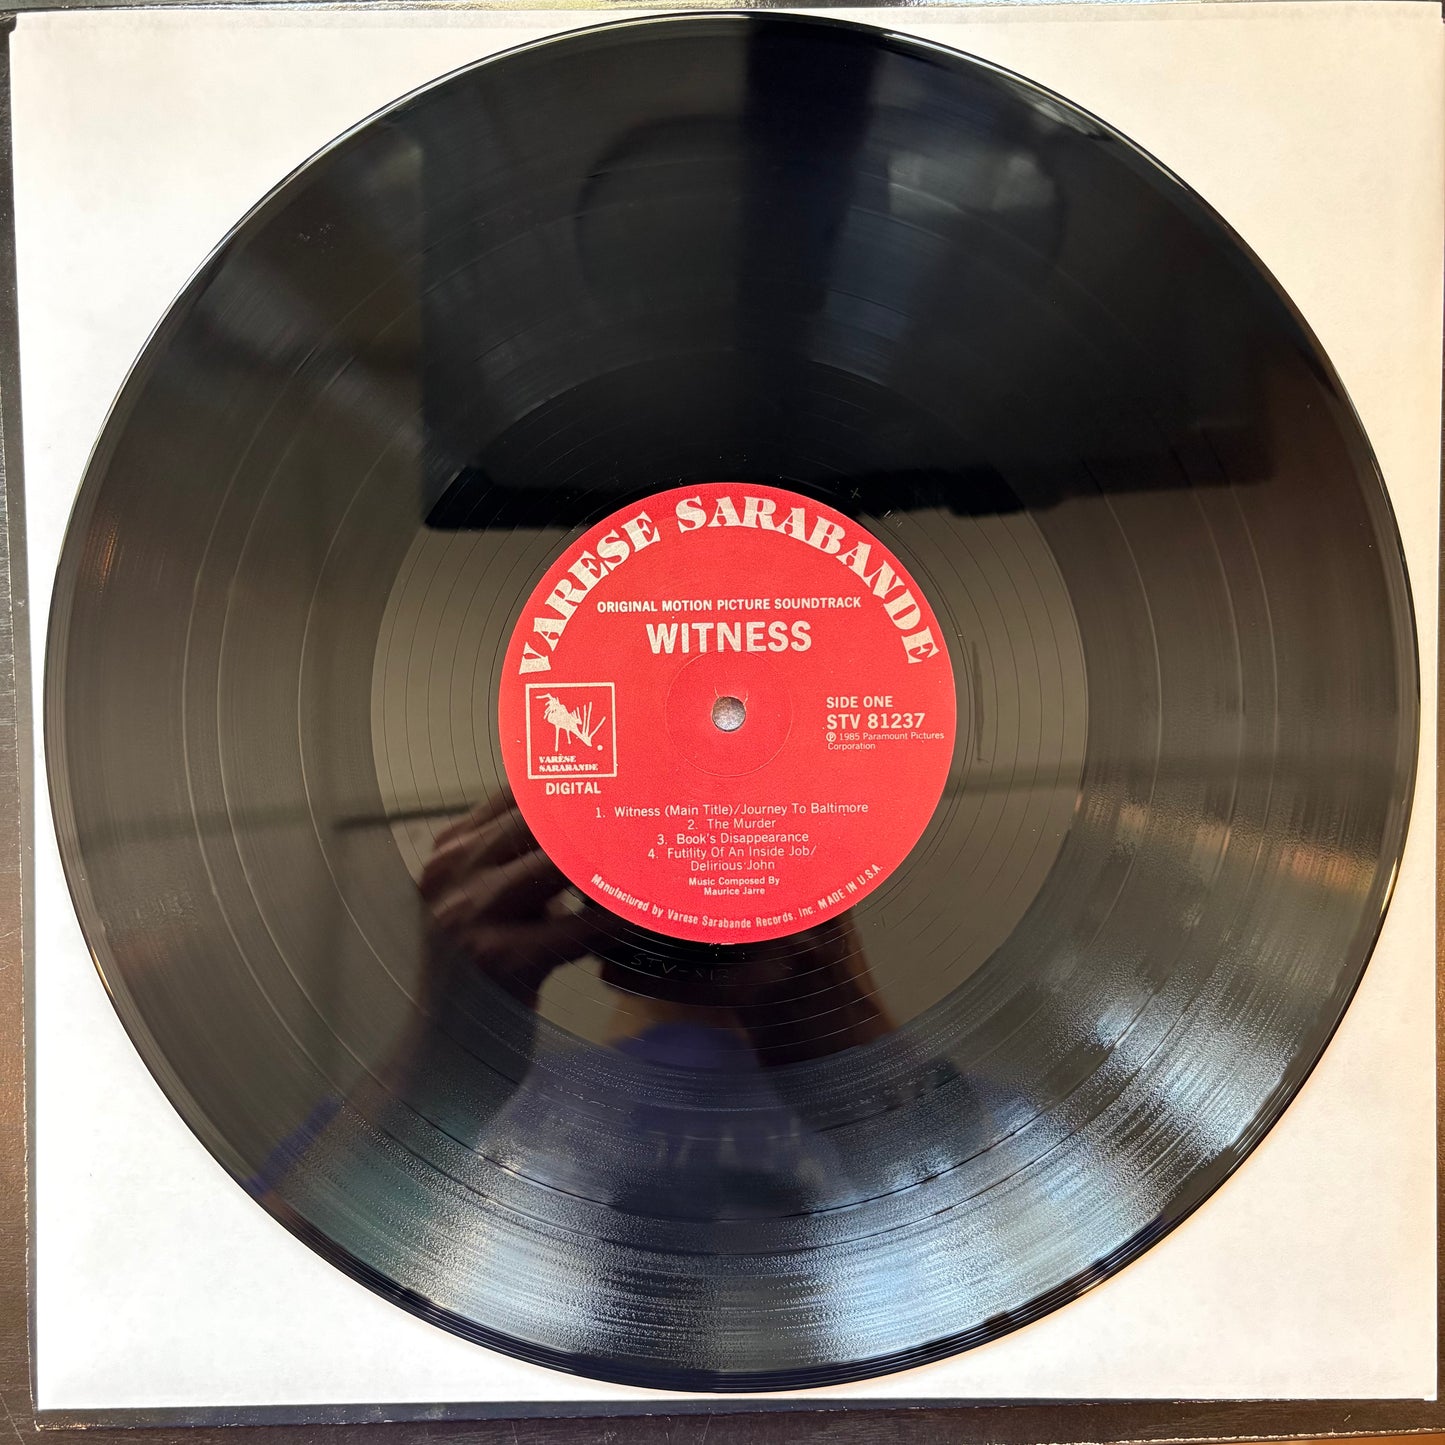 VARESE SARABANDE
ORIGINAL MOTION PICTURE SOUNDTRACK
WITNESS
SIDE ONE
STV 81237
℗ 1985 Paramount Pictures
Corporation
VARÈSE
SARABANDE
DIGITAL
1. Witness (Main Title)/Journey To Baltimore
2. The Murder
3. Book's Disappearance
4. Futility Of An Inside Job/
Delirious John
Music Composed By
Maurice Jarre
Manufactured by Varese Sarabande Records, Inc. MADE IN U.S.A.